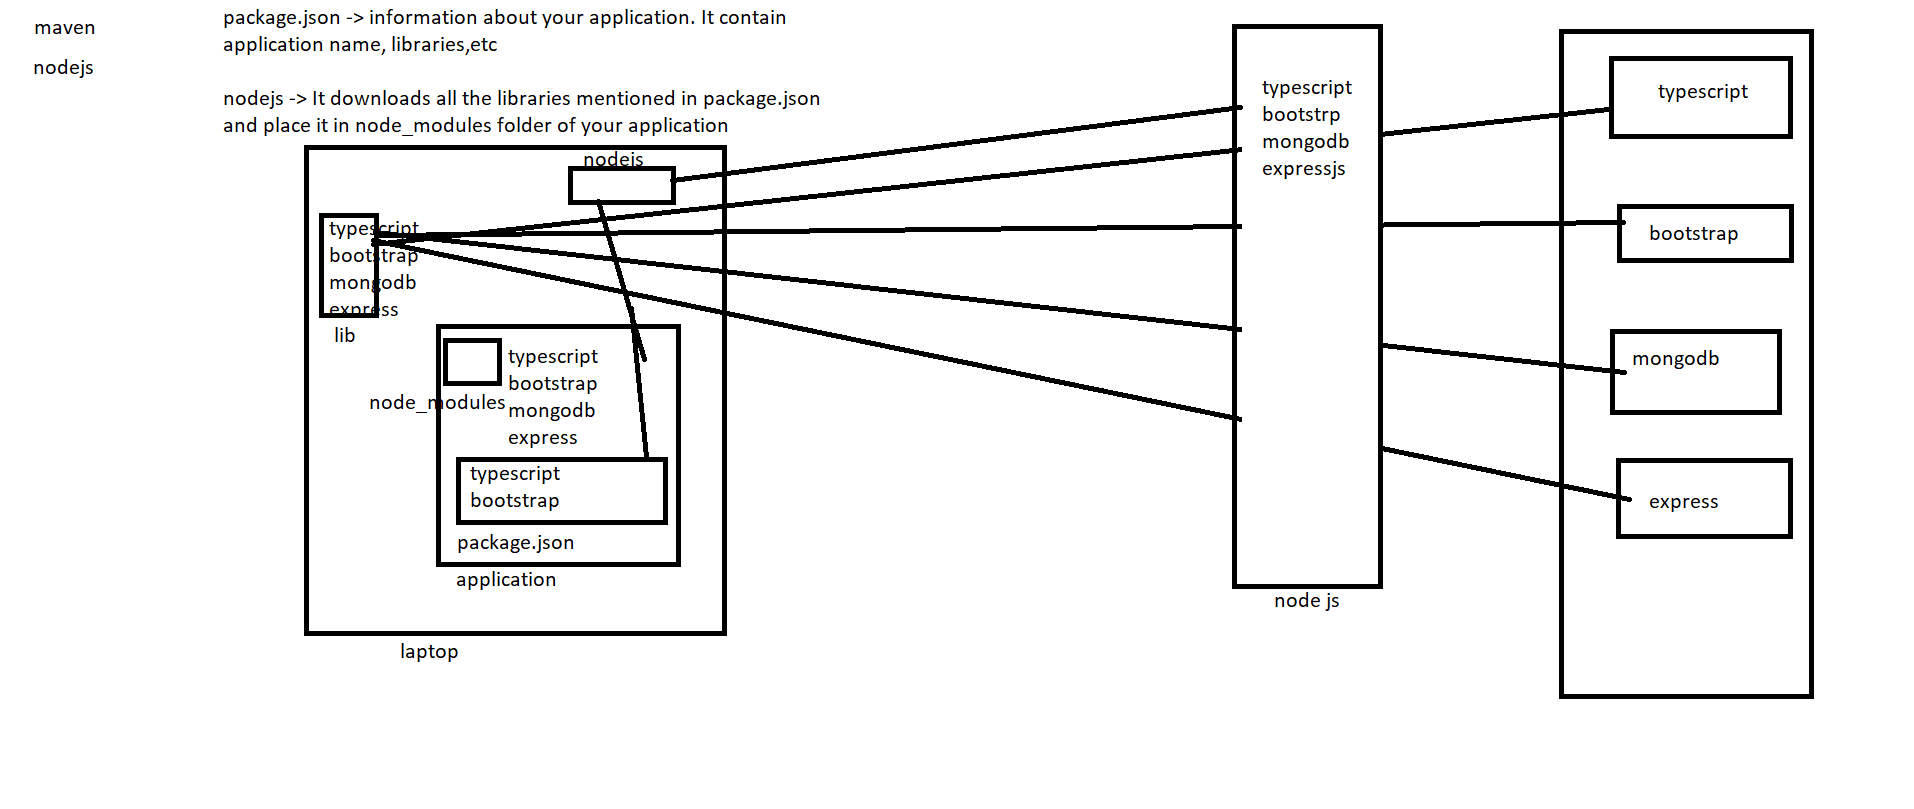 maven
nodejs
package.json -> information about your application. It contain
application name, libraries,etc
nodejs -> It downloads all the libraries mentioned in package.json
and place it in node_modules folder of your application
nodejs
typescript
bootstrap
mongodb
express
lib
node_modules
typescript
bootstrap
mongodb
express
typescript
bootstrap
package.json
application
laptop
typescript
bootstrp
mongodb
expressjs
node js
typescript
bootstrap
mongodb
express